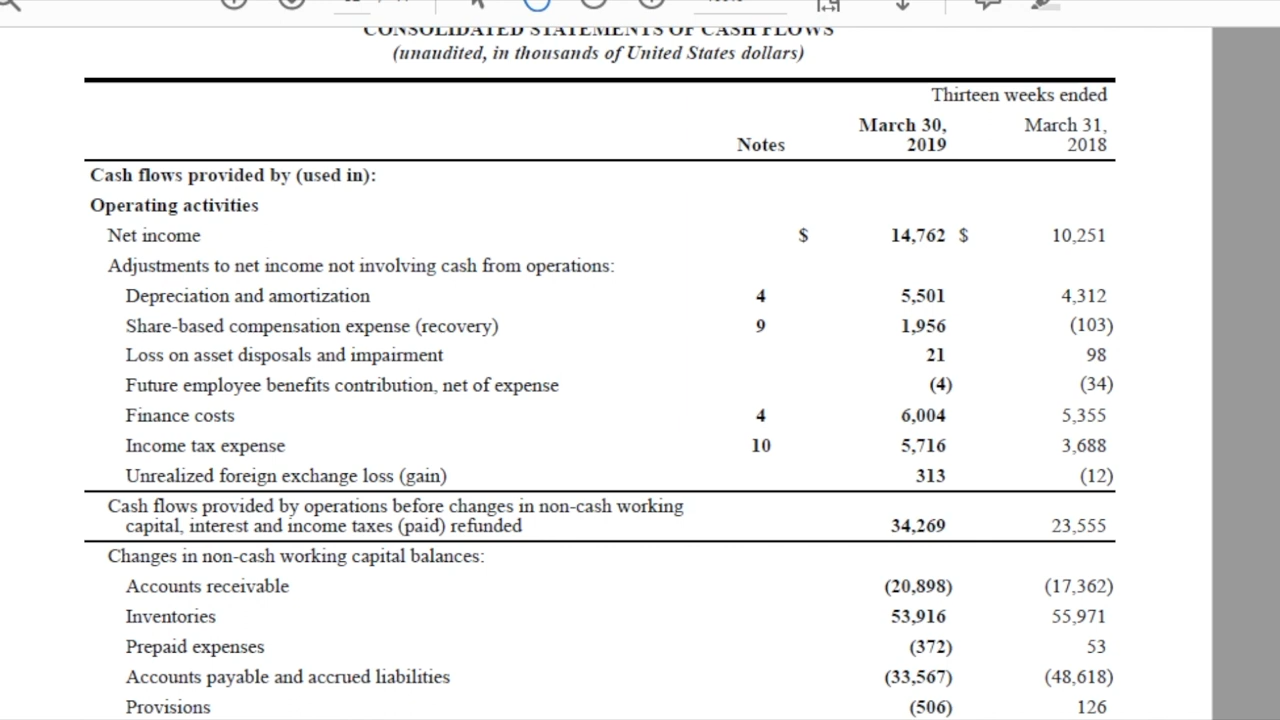 CONSOLIDATED STATEMENTS OF CASH FLOWS
(unaudited, in thousands of United States dollars)
Thirteen weeks ended
March 30, March 31,
Notes 2019 2018
Cash flows provided by (used in):
Operating activities
Net income $ 14,762 $ 10,251
Adjustments to net income not involving cash from operations:
Depreciation and amortization 4 5,501 4,312
Share-based compensation expense (recovery) 9 1,956 (103)
Loss on asset disposals and impairment 21 98
Future employee benefits contribution, net of expense (4) (34)
Finance costs 4 6,004 5,355
Income tax expense 10 5,716 3,688
Unrealized foreign exchange loss (gain) 313 (12)
Cash flows provided by operations before changes in non-cash working
capital, interest and income taxes (paid) refunded 34,269 23,555
Changes in non-cash working capital balances:
Accounts receivable (20,898) (17,362)
Inventories 53,916 55,971
Prepaid expenses (372) 53
Accounts payable and accrued liabilities (33,567) (48,618)
Provisions (506) 126